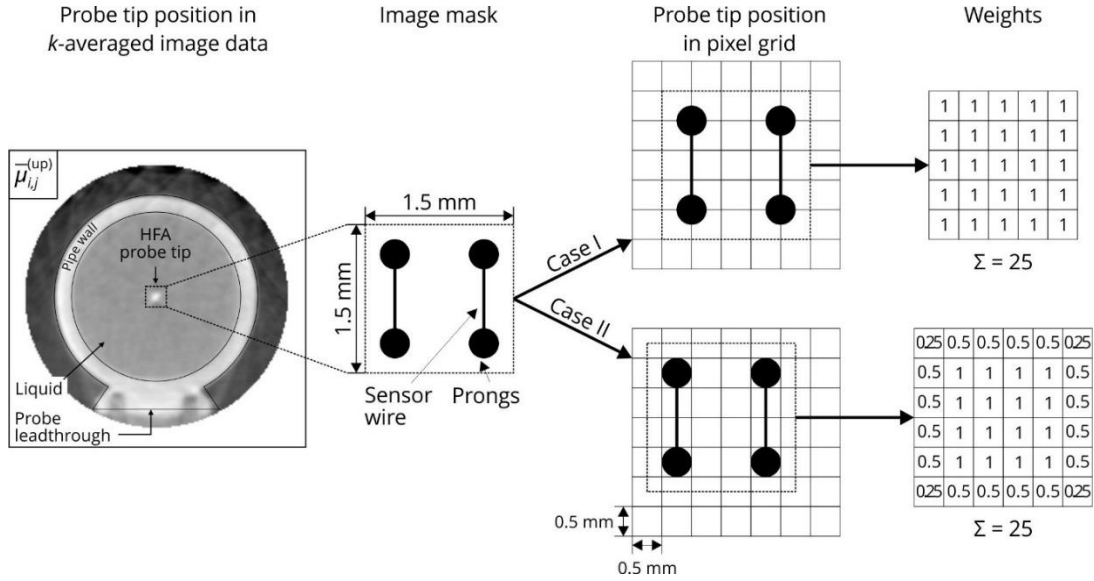 Probe tip position in
k-averaged image data
Image mask
Probe tip position
in pixel grid
Weights
μ̅i,j(up)
Pipe wall
HFA
probe tip
Liquid
Probe
leadthrough
1.5 mm
1.5 mm
Sensor
wire
Prongs
Case I
Case II
1 1 1 1 1
1 1 1 1 1
1 1 1 1 1
1 1 1 1 1
1 1 1 1 1
Σ = 25
0.5 mm
0.5 mm
0.25 0.5 0.5 0.5 0.5 0.25
0.5 1 1 1 1 0.5
0.5 1 1 1 1 0.5
0.5 1 1 1 1 0.5
0.5 1 1 1 1 0.5
0.25 0.5 0.5 0.5 0.5 0.25
Σ = 25